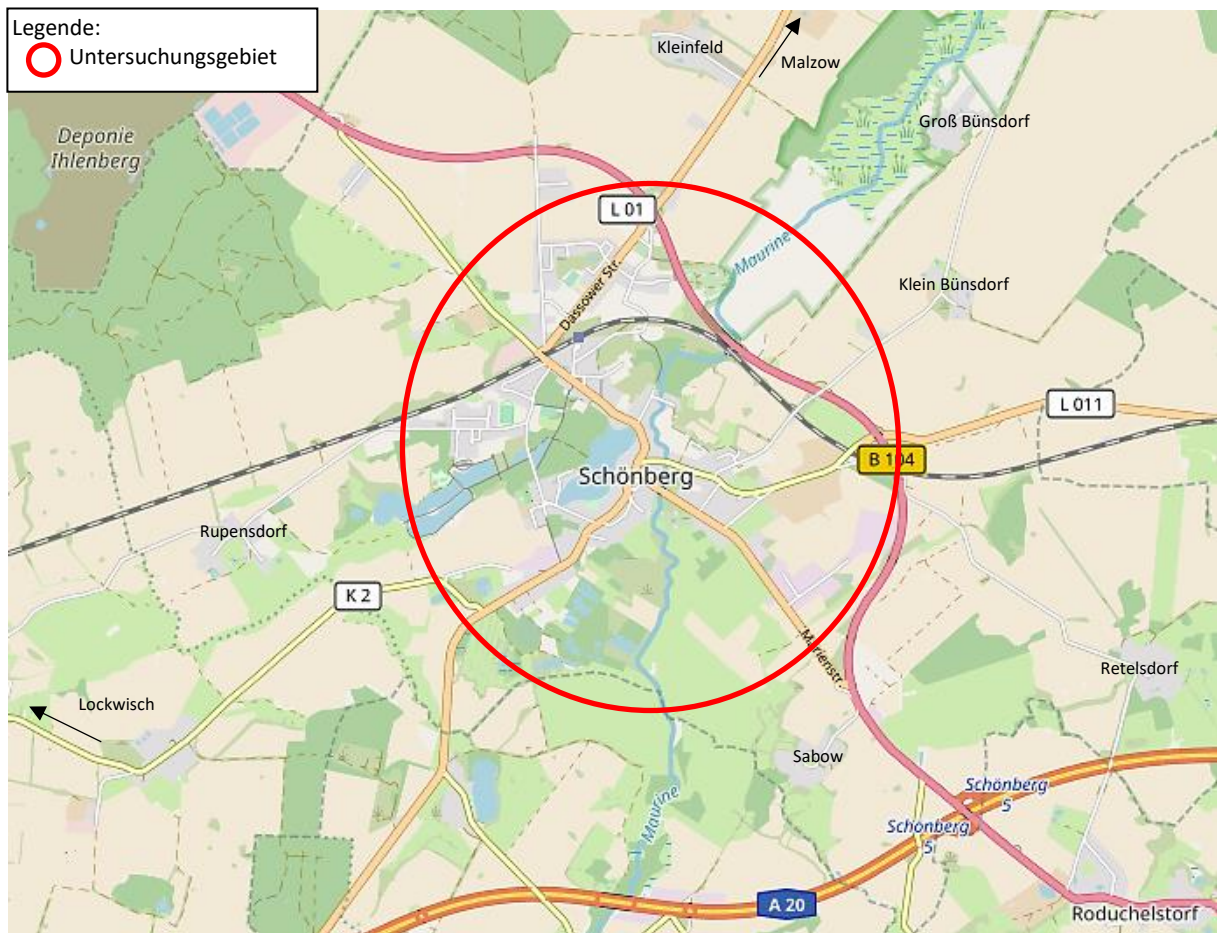 Legende:
Untersuchungsgebiet
Kleinfeld
Malzow
Deponie
Ihlenberg
Groß Bünsdorf
L 01
Maurine
Dassower Str.
Klein Bünsdorf
L 011
Schönberg
B 104
Rupensdorf
K 2
Marienstr.
Retelsdorf
Lockwisch
Sabow
Maurine
Schönberg
5
Schönberg
5
A 20
Roduchelstorf